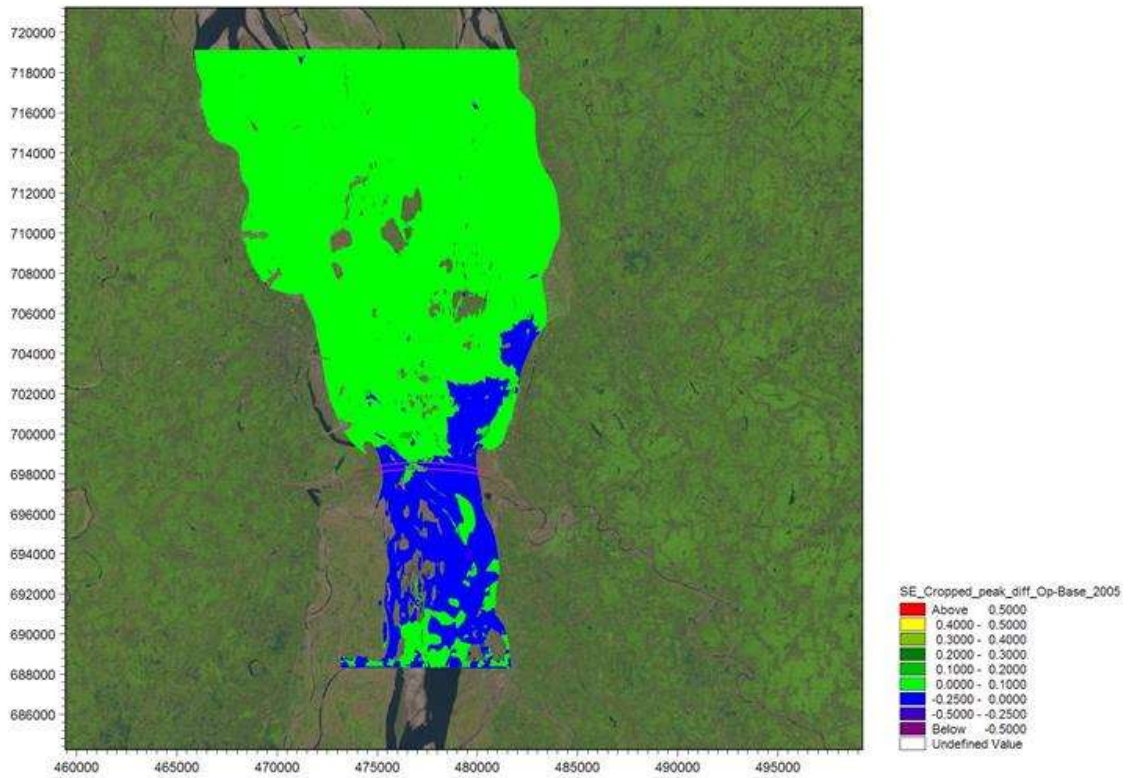 720000
718000
716000
714000
712000
710000
708000
706000
704000
702000
700000
698000
696000
694000
692000
690000
688000
686000
460000 465000 470000 475000 480000 485000 490000 495000
SE_Cropped_peak_diff_Op-Base_2005
Above 0.5000
0.4000 - 0.5000
0.3000 - 0.4000
0.2000 - 0.3000
0.1000 - 0.2000
0.0000 - 0.1000
-0.2500 - 0.0000
-0.5000 - -0.2500
Below -0.5000
Undefined Value